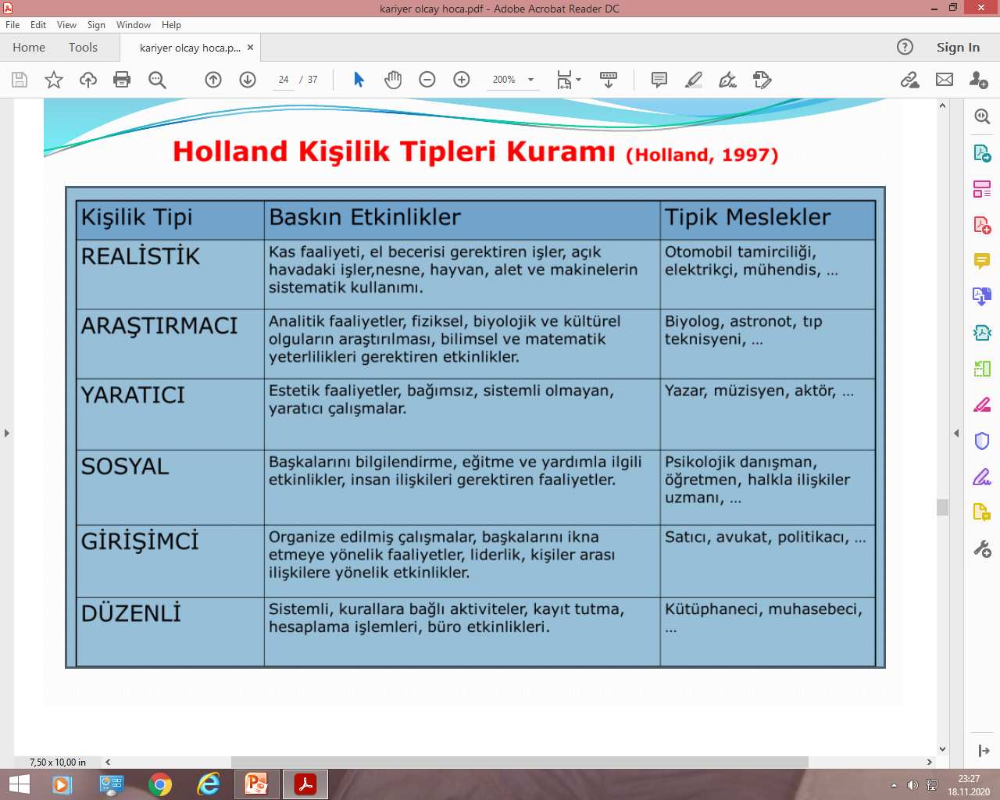 kariyer olcay hoca.pdf - Adobe Acrobat Reader DC
File Edit View Sign Window Help
Home Tools kariyer olcay hoca.p... × Sign In
24 / 37 200%
Holland Kişilik Tipleri Kuramı (Holland, 1997)
Kişilik Tipi Baskın Etkinlikler Tipik Meslekler
REALİSTİK
Kas faaliyeti, el becerisi gerektiren işler, açık
havadaki işler,nesne, hayvan, alet ve makinelerin
sistematik kullanımı.
Otomobil tamirciliği,
elektrikçi, mühendis, ...
ARAŞTIRMACI
Analitik faaliyetler, fiziksel, biyolojik ve kültürel
olguların araştırılması, bilimsel ve matematik
yeterlilikleri gerektiren etkinlikler.
Biyolog, astronot, tıp
teknisyeni, ...
YARATICI
Estetik faaliyetler, bağımsız, sistemli olmayan,
yaratıcı çalışmalar.
Yazar, müzisyen, aktör, ...
SOSYAL
Başkalarını bilgilendirme, eğitme ve yardımla ilgili
etkinlikler, insan ilişkileri gerektiren faaliyetler.
Psikolojik danışman,
öğretmen, halkla ilişkiler
uzmanı, ...
GİRİŞİMCİ
Organize edilmiş çalışmalar, başkalarını ikna
etmeye yönelik faaliyetler, liderlik, kişiler arası
ilişkilere yönelik etkinlikler.
Satıcı, avukat, politikacı, ...
DÜZENLİ
Sistemli, kurallara bağlı aktiviteler, kayıt tutma,
hesaplama işlemleri, büro etkinlikleri.
Kütüphaneci, muhasebeci,
...
7,50 x 10,00 in
23:27
18.11.2020